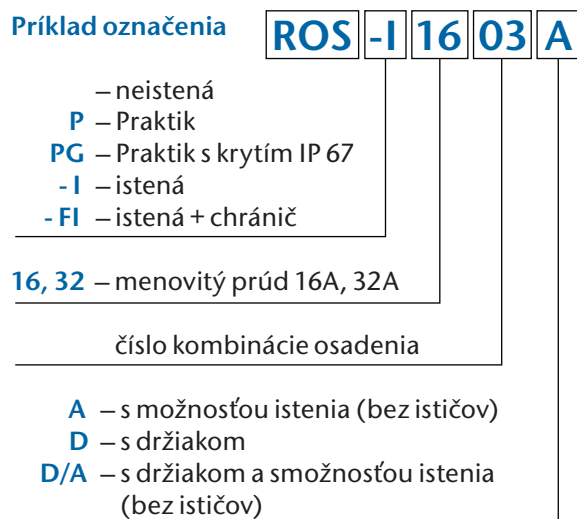 Príklad označenia ROS -I 16 03 A
– neistená
P – Praktik
PG – Praktik s krytím IP 67
- I – istená
- FI – istená + chránič
16, 32 – menovitý prúd 16A, 32A
číslo kombinácie osadenia
A – s možnosťou istenia (bez ističov)
D – s držiakom
D/A – s držiakom a smožnosťou istenia
(bez ističov)